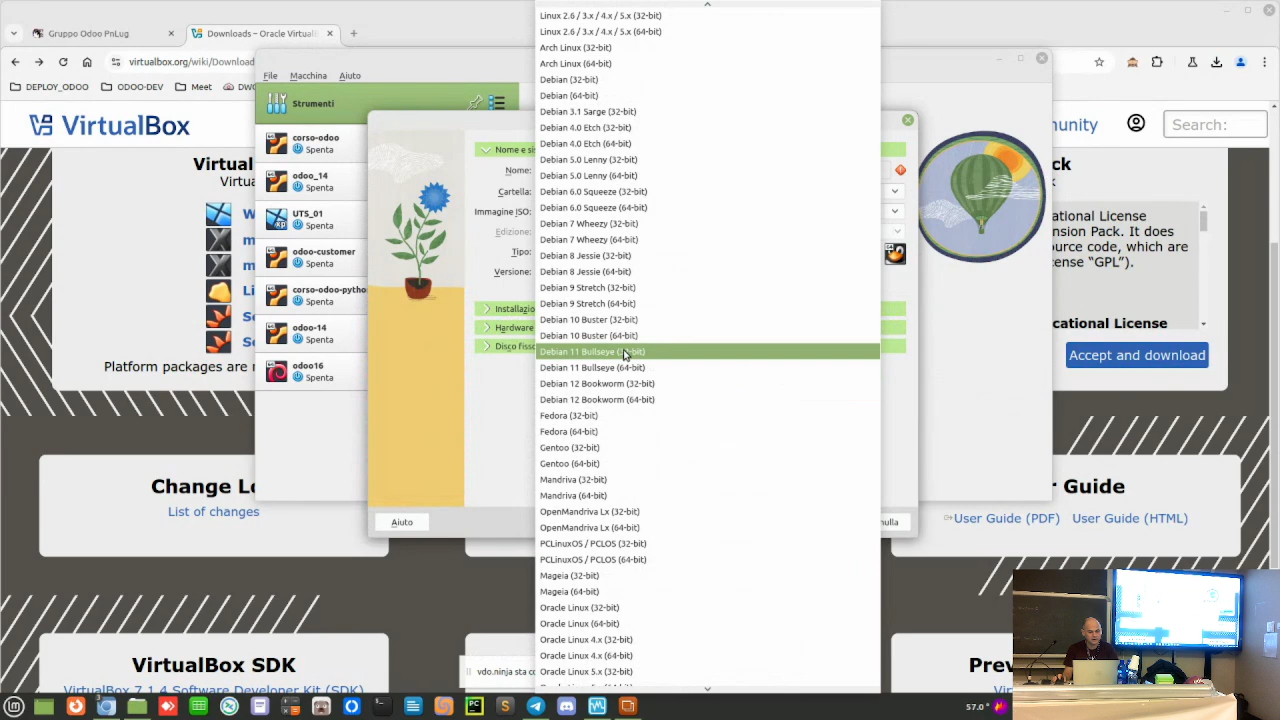 Gruppo Odoo PnLug
Downloads – Oracle Virtual
virtualbox.org/wiki/Download
DEPLOY_ODOO
ODOO-DEV
Meet
File
Macchina
Aiuto
Strumenti
VirtualBox
Search:
corso-odoo
Spenta
odoo_14
Spenta
UTS_01
Spenta
odoo-customer
Spenta
corso-odoo-pytho
Spenta
odoo-14
Spenta
odoo16
Spenta
Platform packages are
Nome:
Cartella:
Immagine ISO:
Edizione:
Tipo:
Versione:
Aiuto
Linux 2.6 / 3.x / 4.x / 5.x (32-bit)
Linux 2.6 / 3.x / 4.x / 5.x (64-bit)
Arch Linux (32-bit)
Arch Linux (64-bit)
Debian (32-bit)
Debian (64-bit)
Debian 3.1 Sarge (32-bit)
Debian 4.0 Etch (32-bit)
Debian 4.0 Etch (64-bit)
Debian 5.0 Lenny (32-bit)
Debian 5.0 Lenny (64-bit)
Debian 6.0 Squeeze (32-bit)
Debian 6.0 Squeeze (64-bit)
Debian 7 Wheezy (32-bit)
Debian 7 Wheezy (64-bit)
Debian 8 Jessie (32-bit)
Debian 8 Jessie (64-bit)
Debian 9 Stretch (32-bit)
Debian 9 Stretch (64-bit)
Debian 10 Buster (32-bit)
Debian 10 Buster (64-bit)
Debian 11 Bullseye
Debian 11 Bullseye (64-bit)
Debian 12 Bookworm (32-bit)
Debian 12 Bookworm (64-bit)
Fedora (32-bit)
Fedora (64-bit)
Gentoo (32-bit)
Gentoo (64-bit)
Mandriva (32-bit)
Mandriva (64-bit)
OpenMandriva Lx (32-bit)
OpenMandriva Lx (64-bit)
PCLinuxOS / PCLOS (32-bit)
PCLinuxOS / PCLOS (64-bit)
Mageia (32-bit)
Mageia (64-bit)
Oracle Linux (32-bit)
Oracle Linux (64-bit)
Oracle Linux 4.x (32-bit)
Oracle Linux 4.x (64-bit)
Oracle Linux 5.x (32-bit)
ational License
nsion Pack. It does
ource code, which are
e "GPL").
ational License
Accept and download
List of changes
Guide
User Guide (PDF)
User Guide (HTML)
VirtualBox SDK
VirtualBox 7.1.4 Software Developer Kit (SDK)
vdo.ninja sta
57.0 °